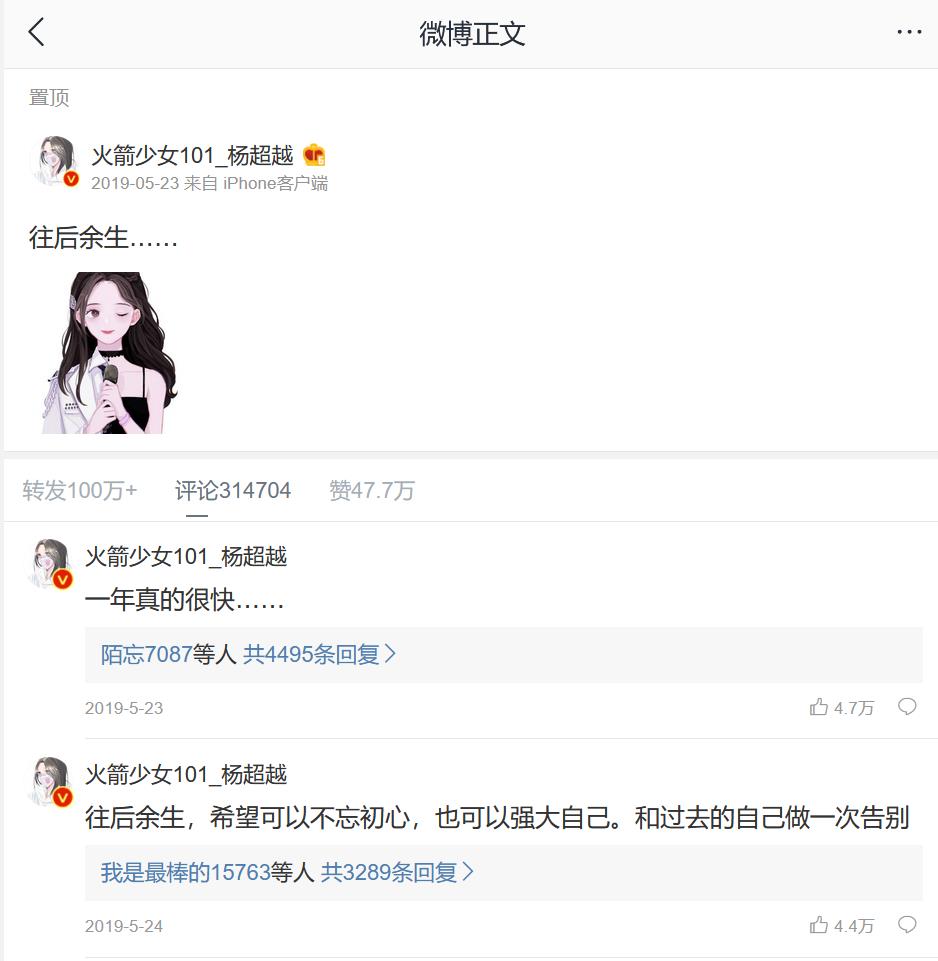 微博正文
置顶
火箭少女101_杨超越
2019-05-23 来自 iPhone客户端
往后余生……
转发100万+ 评论314704 赞47.7万
火箭少女101_杨超越
一年真的很快……
陌忘7087等人 共4495条回复
2019-5-23 4.7万
火箭少女101_杨超越
往后余生，希望可以不忘初心，也可以强大自己。和过去的自己做一次告别
我是最棒的15763等人 共3289条回复
2019-5-24 4.4万